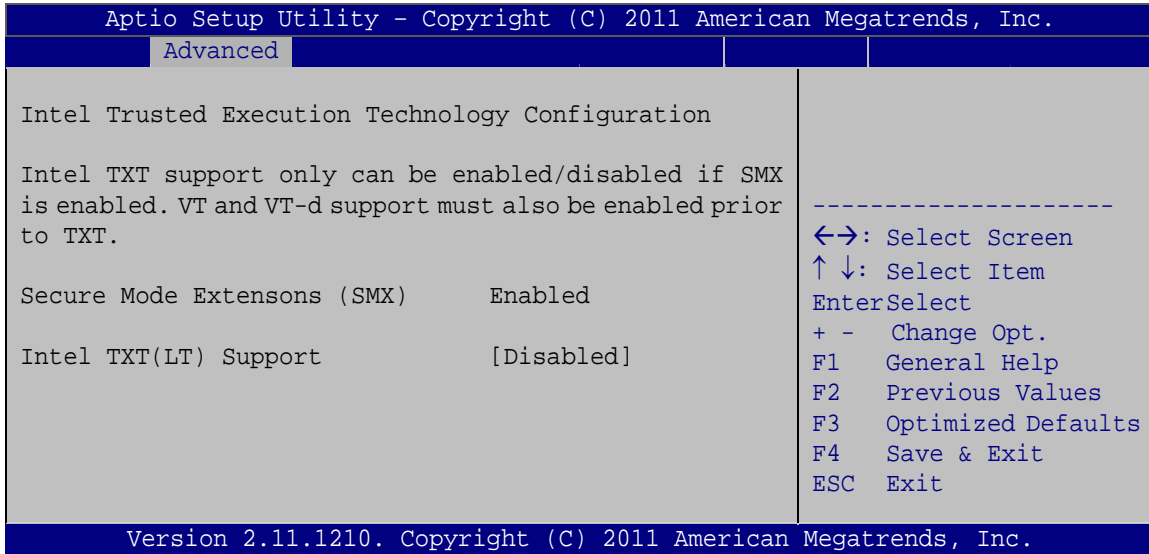 Aptio Setup Utility – Copyright (C) 2011 American Megatrends, Inc.
Advanced
Intel Trusted Execution Technology Configuration
Intel TXT support only can be enabled/disabled if SMX
is enabled. VT and VT-d support must also be enabled prior
to TXT.
Secure Mode Extensons (SMX) Enabled
Intel TXT(LT) Support [Disabled]
---------------------
←→: Select Screen
↑ ↓: Select Item
EnterSelect
+ - Change Opt.
F1 General Help
F2 Previous Values
F3 Optimized Defaults
F4 Save & Exit
ESC Exit
Version 2.11.1210. Copyright (C) 2011 American Megatrends, Inc.